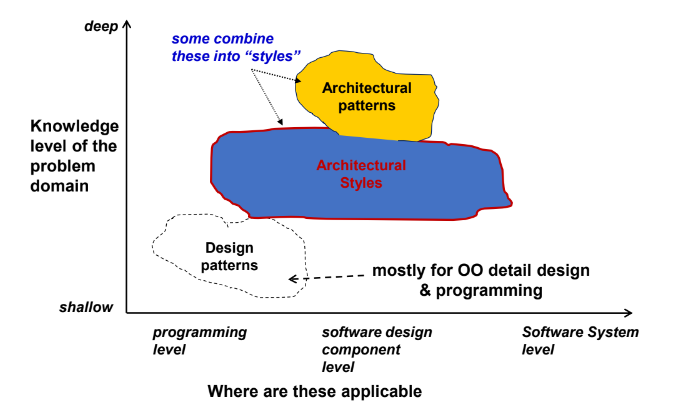 deep
some combine
these into “styles”
Architectural
patterns
Knowledge
level of the
problem
domain
Architectural
Styles
Design
patterns
mostly for OO detail design
& programming
shallow
programming
level
software design
component
level
Software System
level
Where are these applicable